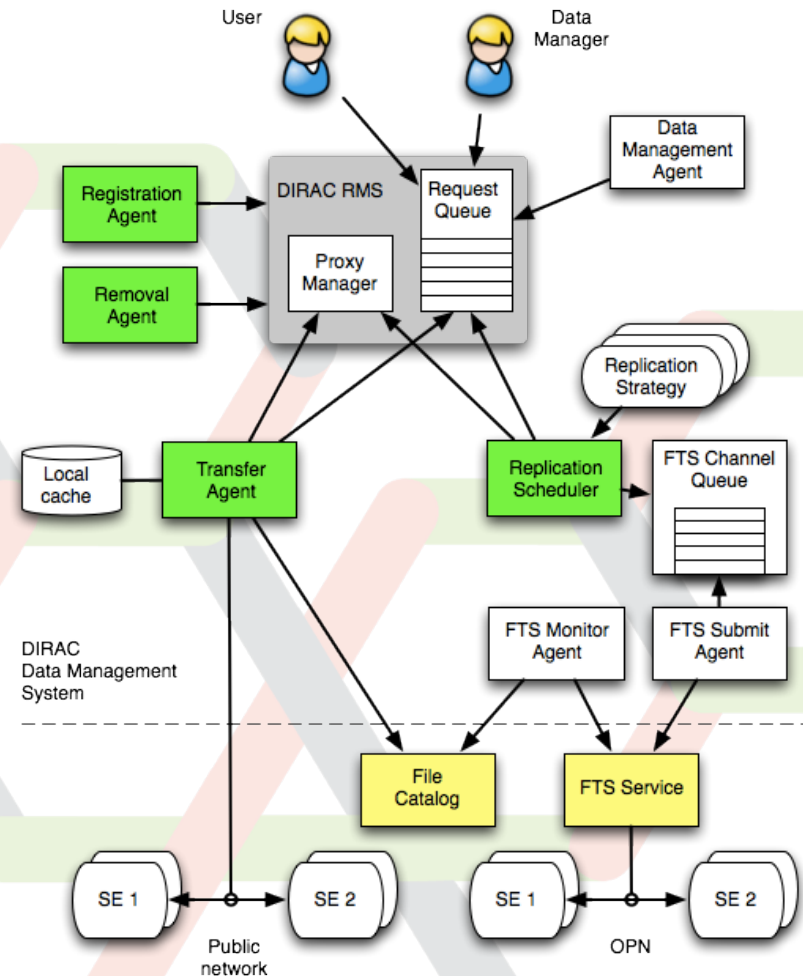 User
Data
Manager
Data
Management
Agent
Registration
Agent
DIRAC RMS
Request
Queue
Proxy
Manager
Removal
Agent
Replication
Strategy
Local
cache
Transfer
Agent
Replication
Scheduler
FTS Channel
Queue
FTS Monitor
Agent
FTS Submit
Agent
DIRAC
Data Management
System
File
Catalog
FTS Service
SE 1
SE 2
SE 1
SE 2
Public
network
OPN